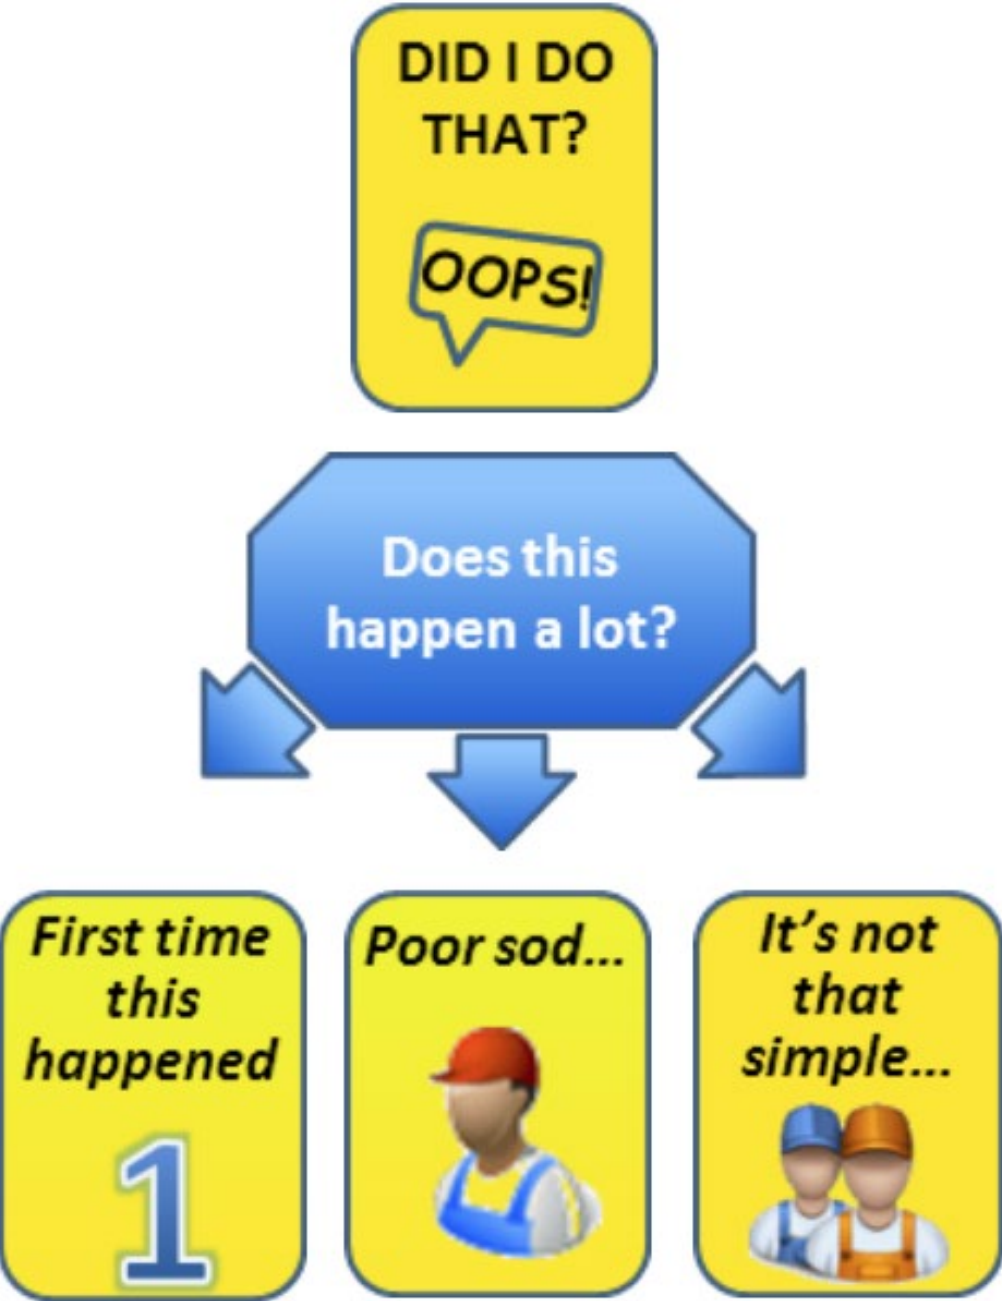 DID I DO
THAT?
OOPS!
Does this
happen a lot?
First time
this
happened
1
Poor sod...
It's not
that
simple...